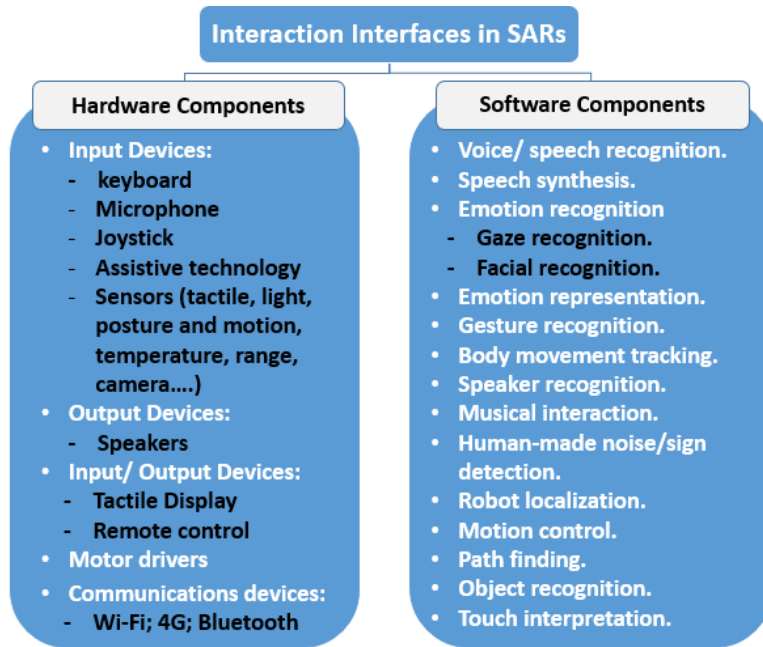 Interaction Interfaces in SARs
Hardware Components
• Input Devices:
- keyboard
- Microphone
- Joystick
- Assistive technology
- Sensors (tactile, light,
posture and motion,
temperature, range,
camera....)
• Output Devices:
- Speakers
• Input/ Output Devices:
- Tactile Display
- Remote control
• Motor drivers
• Communications devices:
- Wi-Fi; 4G; Bluetooth
Software Components
• Voice/ speech recognition.
• Speech synthesis.
• Emotion recognition
- Gaze recognition.
- Facial recognition.
• Emotion representation.
• Gesture recognition.
• Body movement tracking.
• Speaker recognition.
• Musical interaction.
• Human-made noise/sign
detection.
• Robot localization.
• Motion control.
• Path finding.
• Object recognition.
• Touch interpretation.